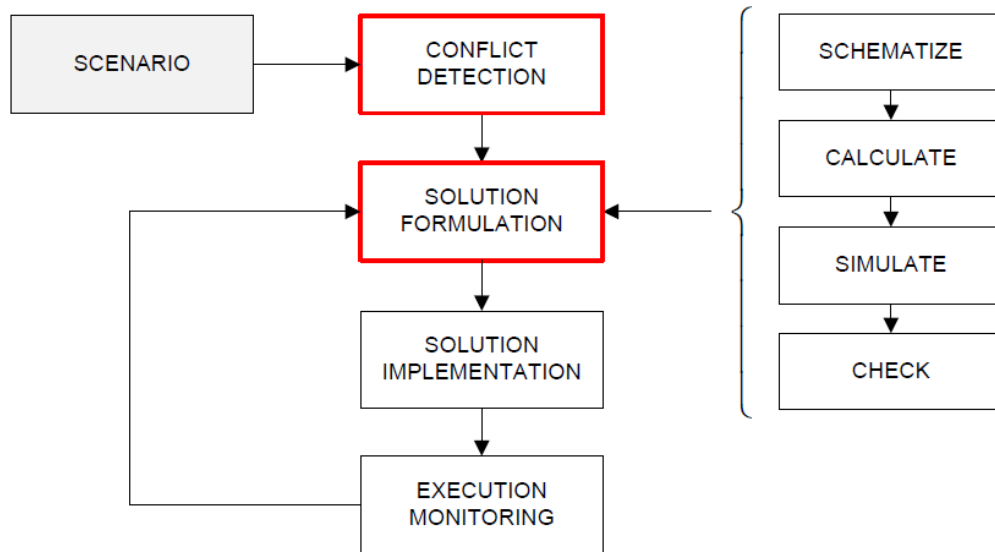 SCENARIO
CONFLICT
DETECTION
SOLUTION
FORMULATION
SOLUTION
IMPLEMENTATION
EXECUTION
MONITORING
SCHEMATIZE
CALCULATE
SIMULATE
CHECK